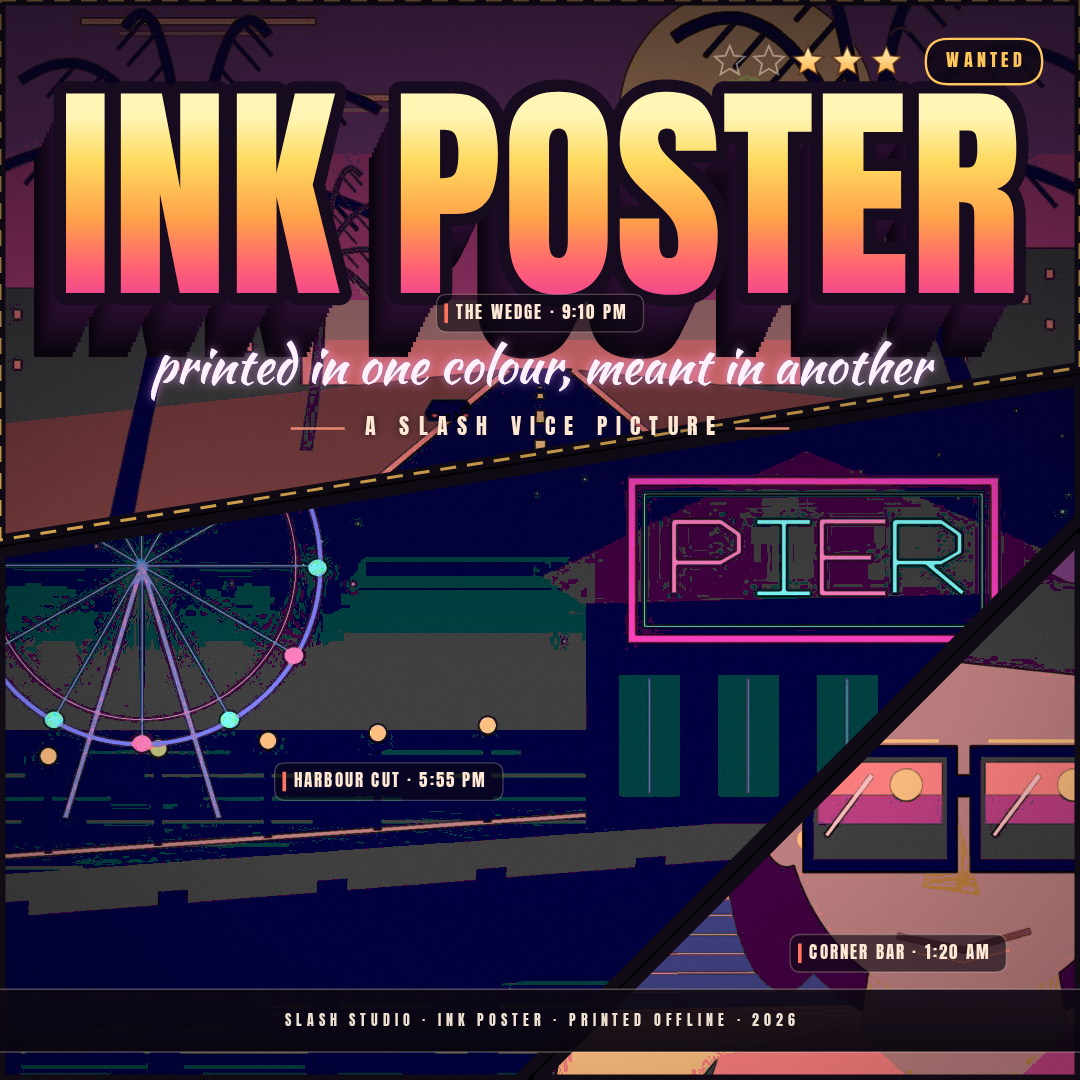 WANTED
INK POSTER
THE WEDGE · 9:10 PM
printed in one colour, meant in another
A SLASH VICE PICTURE
PIER
HARBOUR CUT · 5:55 PM
CORNER BAR · 1:20 AM
SLASH STUDIO · INK POSTER · PRINTED OFFLINE · 2026